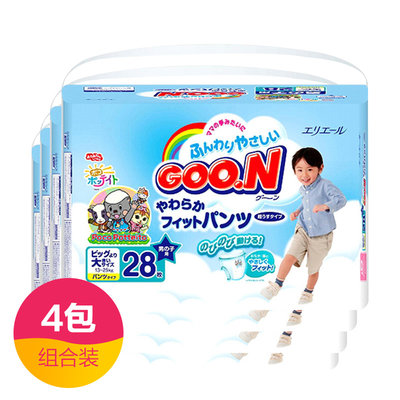 エリエール
ママの手みたいに
ふんわりやさしい
GOO.N
グーン
やわらか
フィットパンツ
男の子用
のびのび動ける!
ビッグより
大きいサイズ
13~25kg
パンツタイプ
28枚
フィット!
4包
组合装